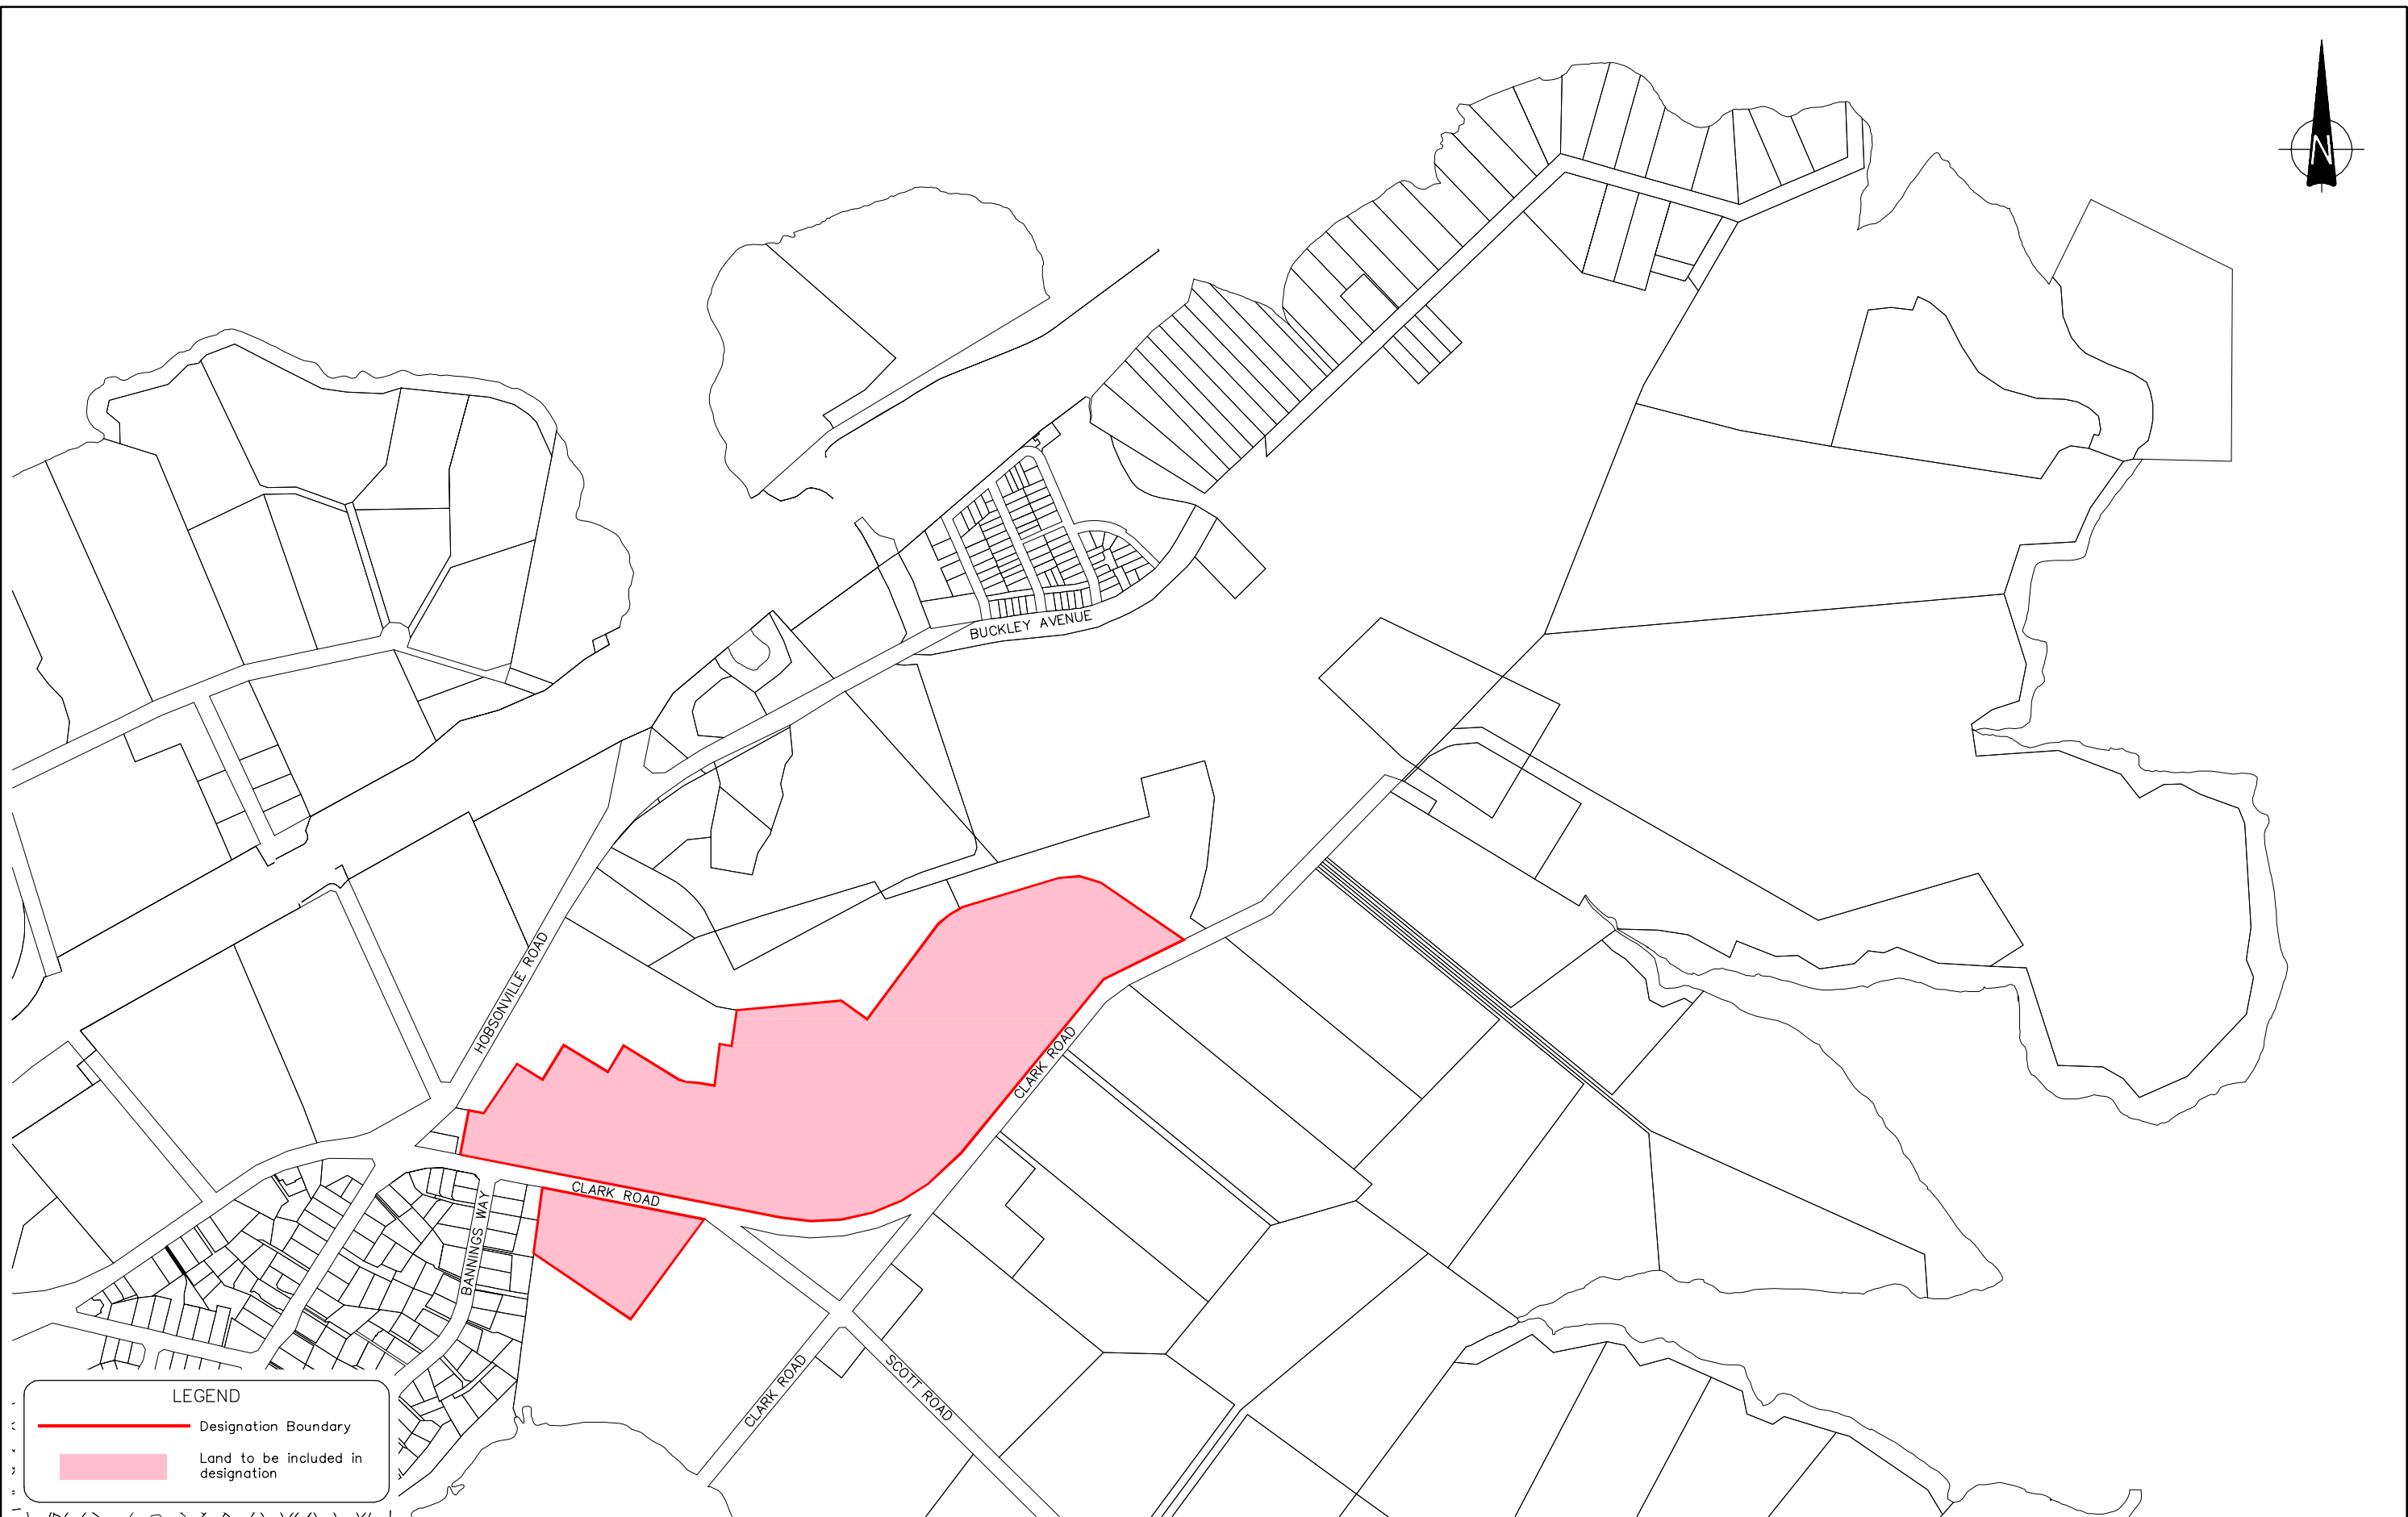 N
BUCKLEY AVENUE
HOBSONVILLE ROAD
CLARK ROAD
CLARK ROAD
BANNINGS WAY
CLARK ROAD
SCOTT ROAD
LEGEND
Designation Boundary
Land to be included in
designation